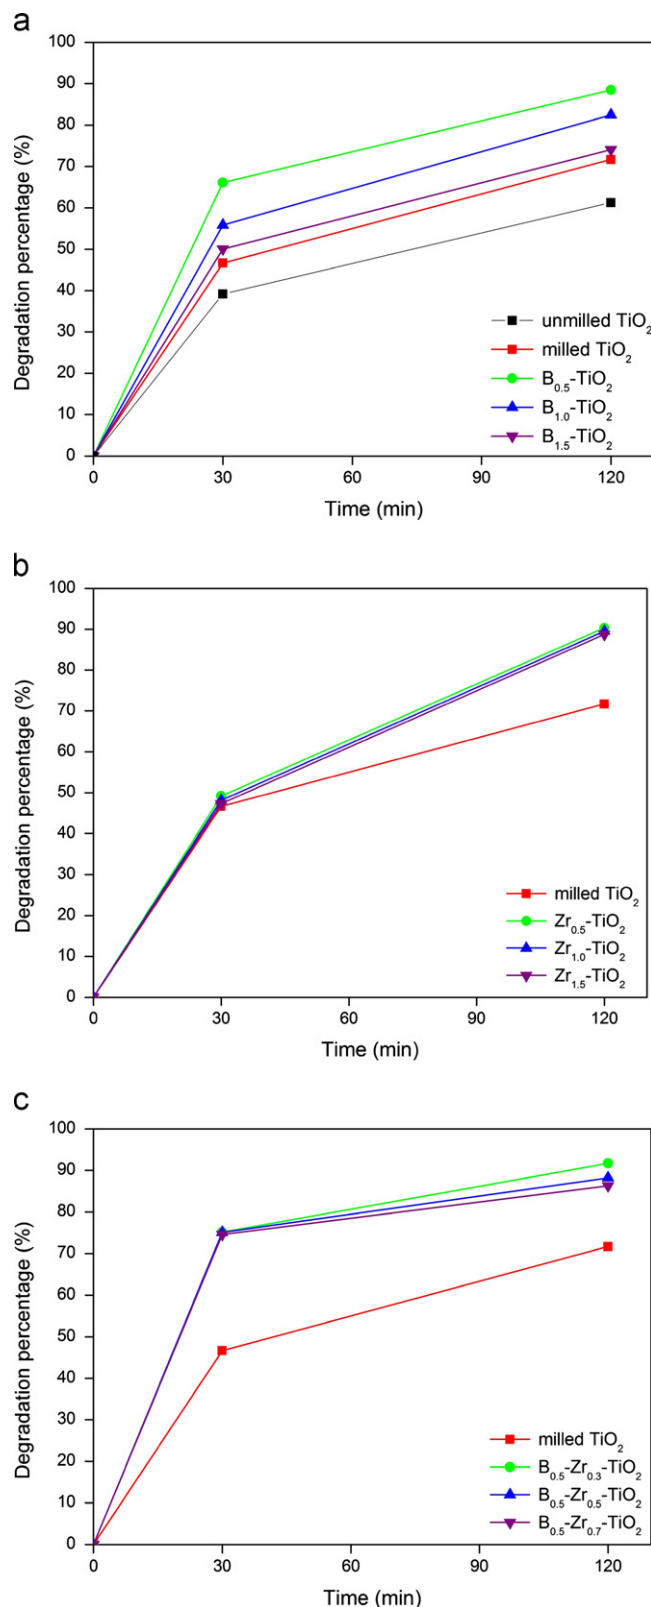 a
100
90
80
70
60
50
40
30
20
10
0
Degradation percentage (%)
unmilled TiO₂
milled TiO₂
B₀.₅-TiO₂
B₁.₀-TiO₂
B₁.₅-TiO₂
0 30 60 90 120
Time (min)
b
100
90
80
70
60
50
40
30
20
10
0
Degradation percentage (%)
milled TiO₂
Zr₀.₅-TiO₂
Zr₁.₀-TiO₂
Zr₁.₅-TiO₂
0 30 60 90 120
Time (min)
c
100
90
80
70
60
50
40
30
20
10
0
Degradation percentage (%)
milled TiO₂
B₀.₅-Zr₀.₃-TiO₂
B₀.₅-Zr₀.₅-TiO₂
B₀.₅-Zr₀.₇-TiO₂
0 30 60 90 120
Time (min)